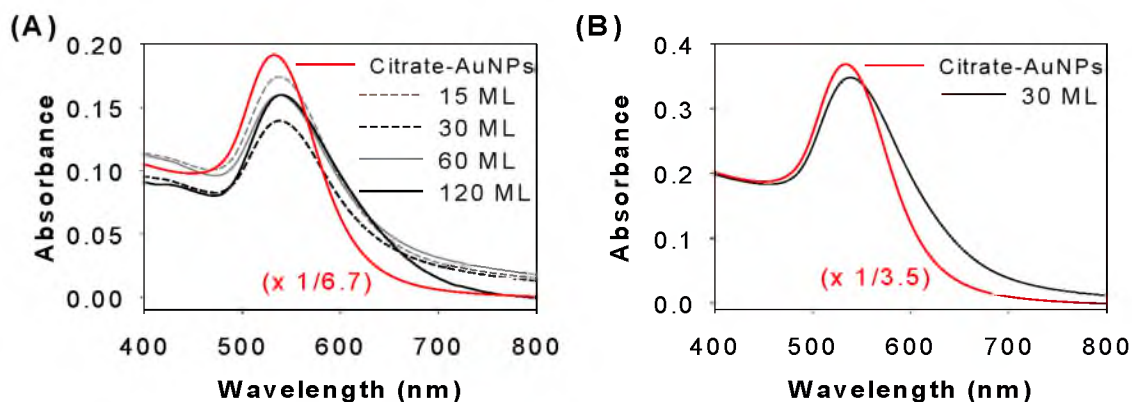 (A)
Absorbance
0.20
0.15
0.10
0.05
0.00
Citrate-AuNPs
15 ML
30 ML
60 ML
120 ML
(x 1/6.7)
400 500 600 700 800
Wavelength (nm)
(B)
Absorbance
0.4
0.3
0.2
0.1
0.0
Citrate-AuNPs
30 ML
(x 1/3.5)
400 500 600 700 800
Wavelength (nm)